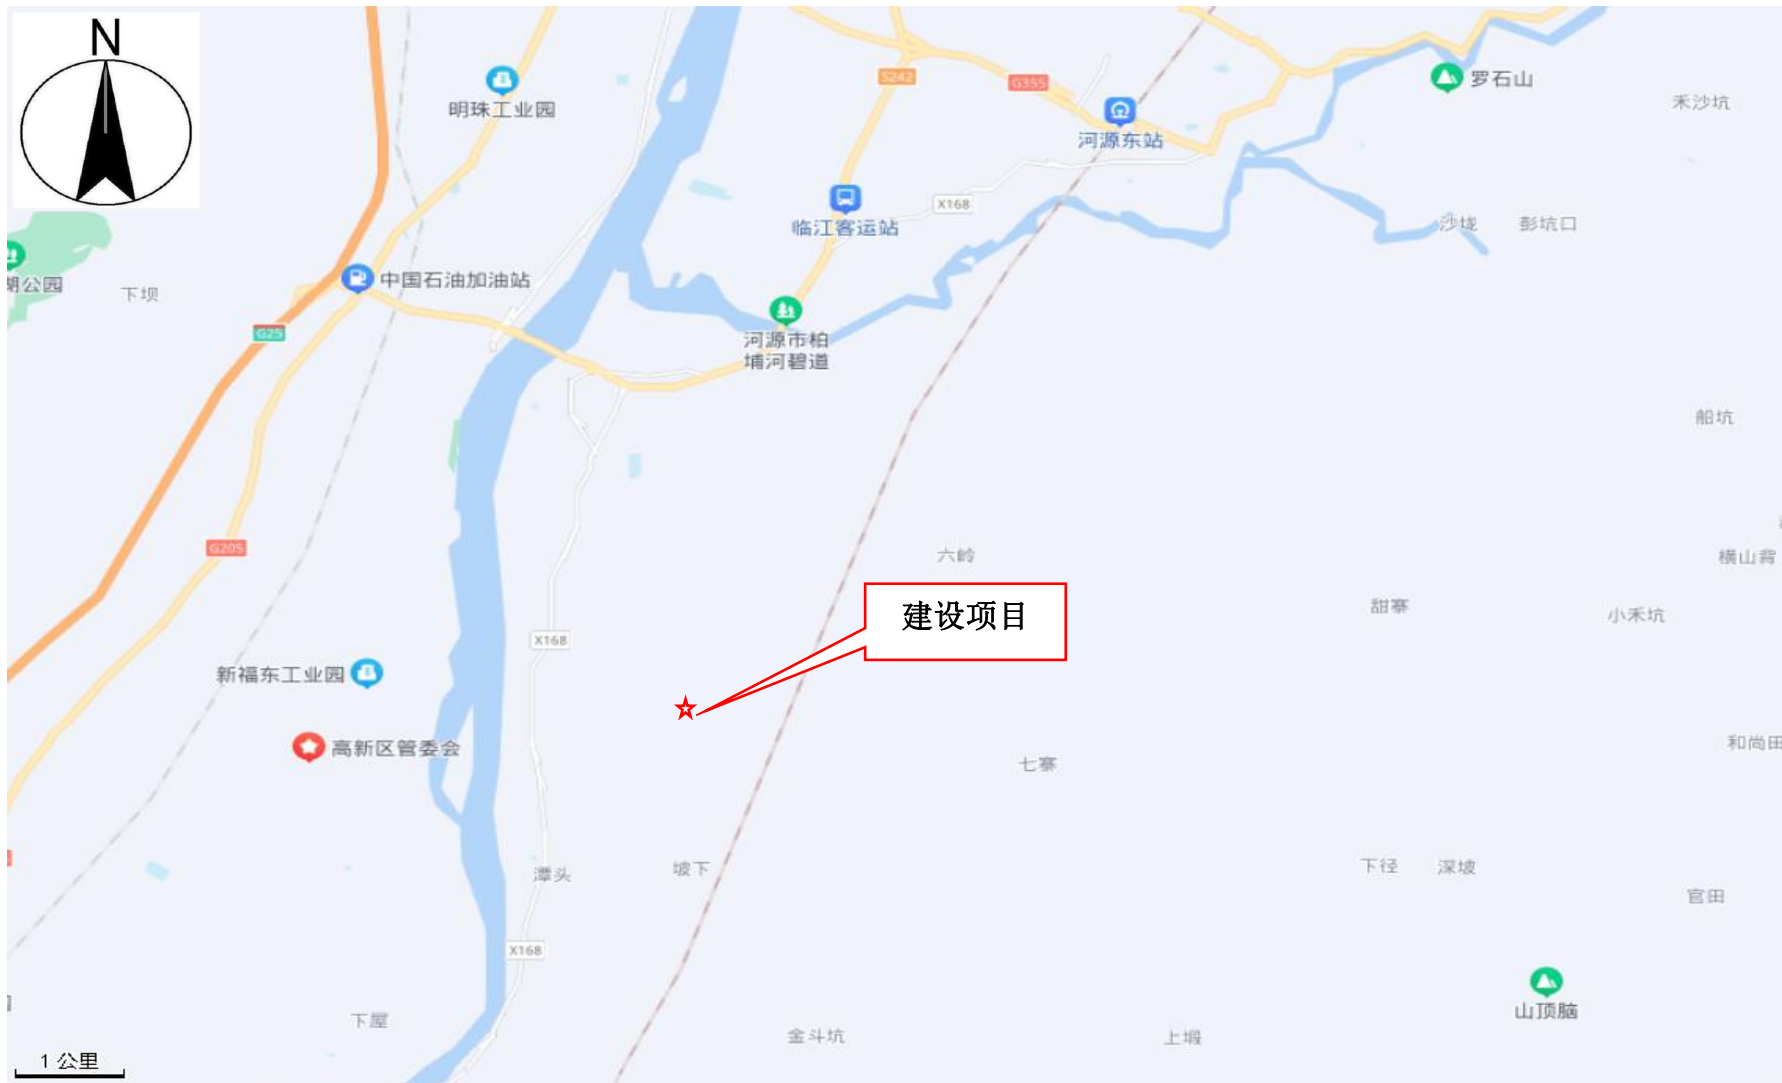 N
明珠工业园
S242
G355
罗石山
禾沙坑
河源东站
临江客运站
X168
沙垅
彭坑口
湖公园
下坝
中国石油加油站
G25
河源市柏
埔河碧道
船坑
G205
六岭
横山背
建设项目
甜寨
小禾坑
X168
新福东工业园
高新区管委会
七寨
和尚田
潭头
坡下
下径
深坡
官田
X168
山顶脑
下屋
金斗坑
上塅
1 公里